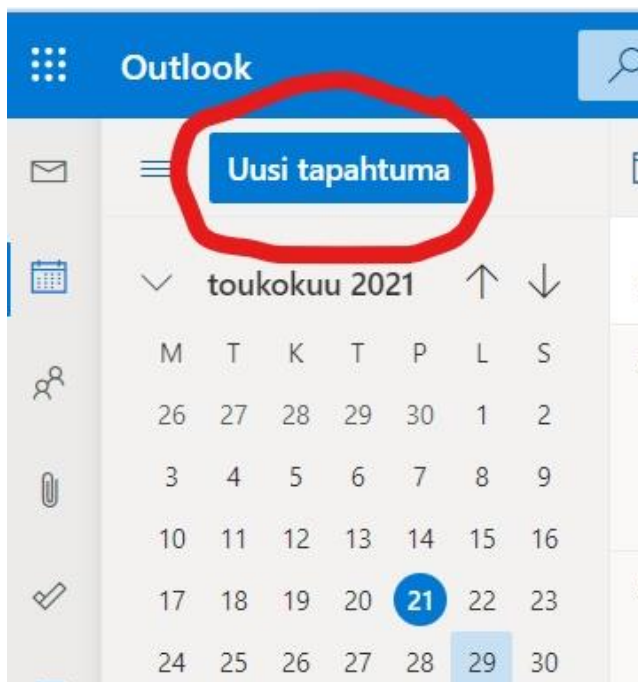 Outlook
Uusi tapahtuma
toukokuu 2021
M T K T P L S
26 27 28 29 30 1 2
3 4 5 6 7 8 9
10 11 12 13 14 15 16
17 18 19 20 21 22 23
24 25 26 27 28 29 30